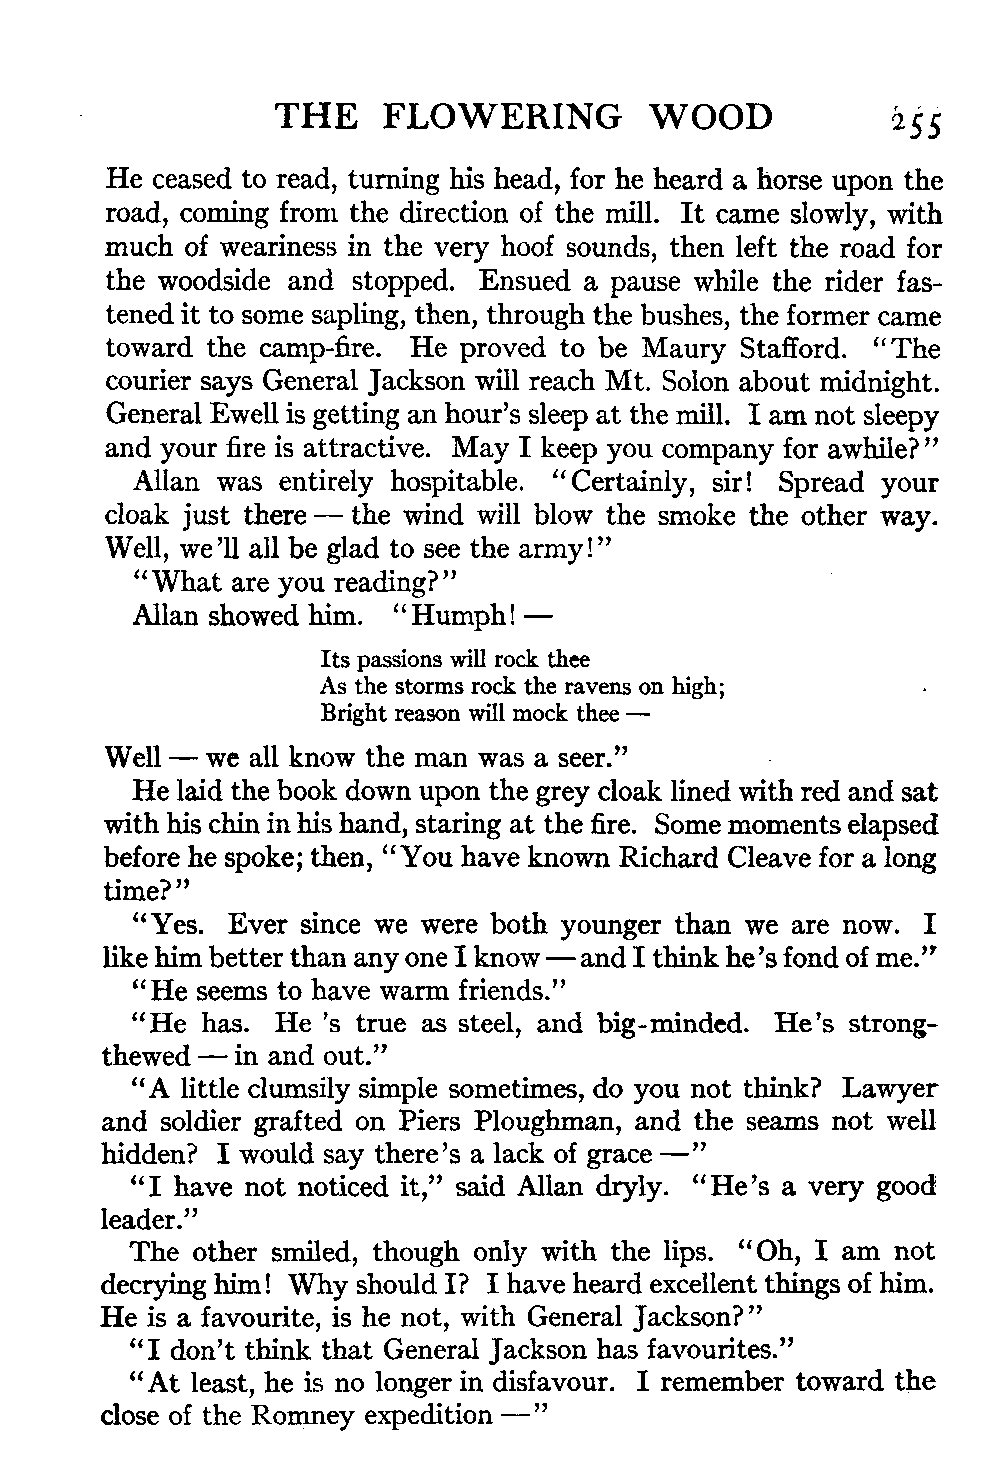 THE FLOWERING WOOD 255
He ceased to read, turning his head, for he heard a horse upon the
road, coming from the direction of the mill. It came slowly, with
much of weariness in the very hoof sounds, then left the road for
the woodside and stopped. Ensued a pause while the rider fas-
tened it to some sapling, then, through the bushes, the former came
toward the camp-fire. He proved to be Maury Stafford. "The
courier says General Jackson will reach Mt. Solon about midnight.
General Ewell is getting an hour's sleep at the mill. I am not sleepy
and your fire is attractive. May I keep you company for awhile?"
Allan was entirely hospitable. "Certainly, sir! Spread your
cloak just there — the wind will blow the smoke the other way.
Well, we'll all be glad to see the army!"
"What are you reading?"
Allan showed him. "Humph! —
Its passions will rock thee
As the storms rock the ravens on high;
Bright reason will mock thee —
Well — we all know the man was a seer."
He laid the book down upon the grey cloak lined with red and sat
with his chin in his hand, staring at the fire. Some moments elapsed
before he spoke; then, "You have known Richard Cleave for a long
time?"
"Yes. Ever since we were both younger than we are now. I
like him better than any one I know — and I think he's fond of me."
"He seems to have warm friends."
"He has. He 's true as steel, and big-minded. He's strong-
thewed — in and out."
"A little clumsily simple sometimes, do you not think? Lawyer
and soldier grafted on Piers Ploughman, and the seams not well
hidden? I would say there's a lack of grace —"
"I have not noticed it," said Allan dryly. "He's a very good
leader."
The other smiled, though only with the lips. "Oh, I am not
decrying him! Why should I? I have heard excellent things of him.
He is a favourite, is he not, with General Jackson?"
"I don't think that General Jackson has favourites."
"At least, he is no longer in disfavour. I remember toward the
close of the Romney expedition —"